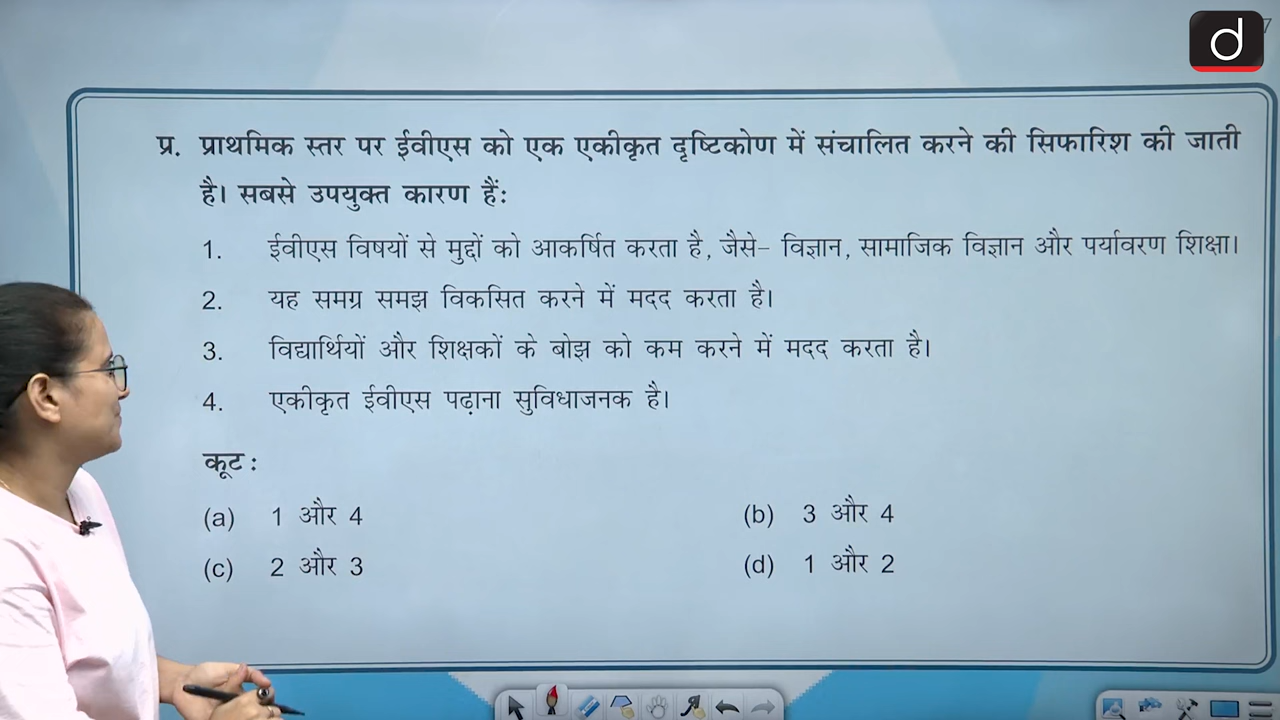 d
7
प्र. प्राथमिक स्तर पर ईवीएस को एक एकीकृत दृष्टिकोण में संचालित करने की सिफारिश की जाती
है। सबसे उपयुक्त कारण हैं:
1. ईवीएस विषयों से मुद्दों को आकर्षित करता है, जैसे– विज्ञान, सामाजिक विज्ञान और पर्यावरण शिक्षा।
2. यह समग्र समझ विकसित करने में मदद करता है।
3. विद्यार्थियों और शिक्षकों के बोझ को कम करने में मदद करता है।
4. एकीकृत ईवीएस पढ़ाना सुविधाजनक है।
कूट:
(a) 1 और 4 (b) 3 और 4
(c) 2 और 3 (d) 1 और 2